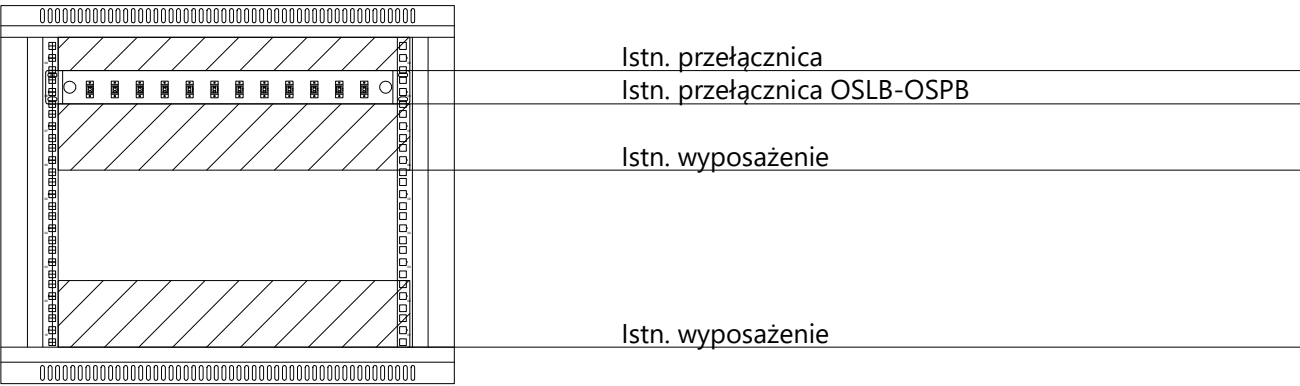 Istn. przełącznica
Istn. przełącznica OSLB-OSPB
Istn. wyposażenie
Istn. wyposażenie